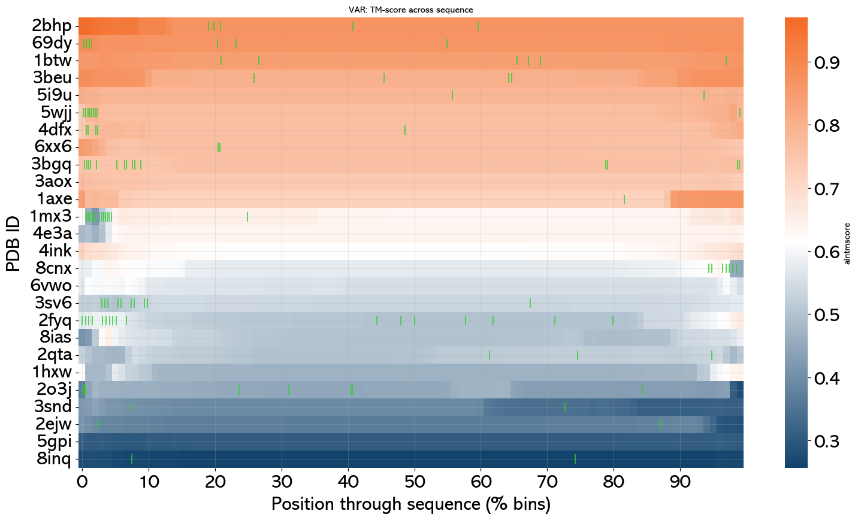 VAR: TM-score across sequence
2bhp
69dy
1btw
3beu
5i9u
5wjj
4dfx
6xx6
3bgq
3aox
1axe
1mx3
4e3a
4ink
8cnx
6vwo
3sv6
2fyq
8ias
2qta
1hxw
2o3j
3snd
2ejw
5gpi
8inq
PDB ID
0 10 20 30 40 50 60 70 80 90
Position through sequence (% bins)
0.9
0.8
0.7
0.6
0.5
0.4
0.3
aintmscore